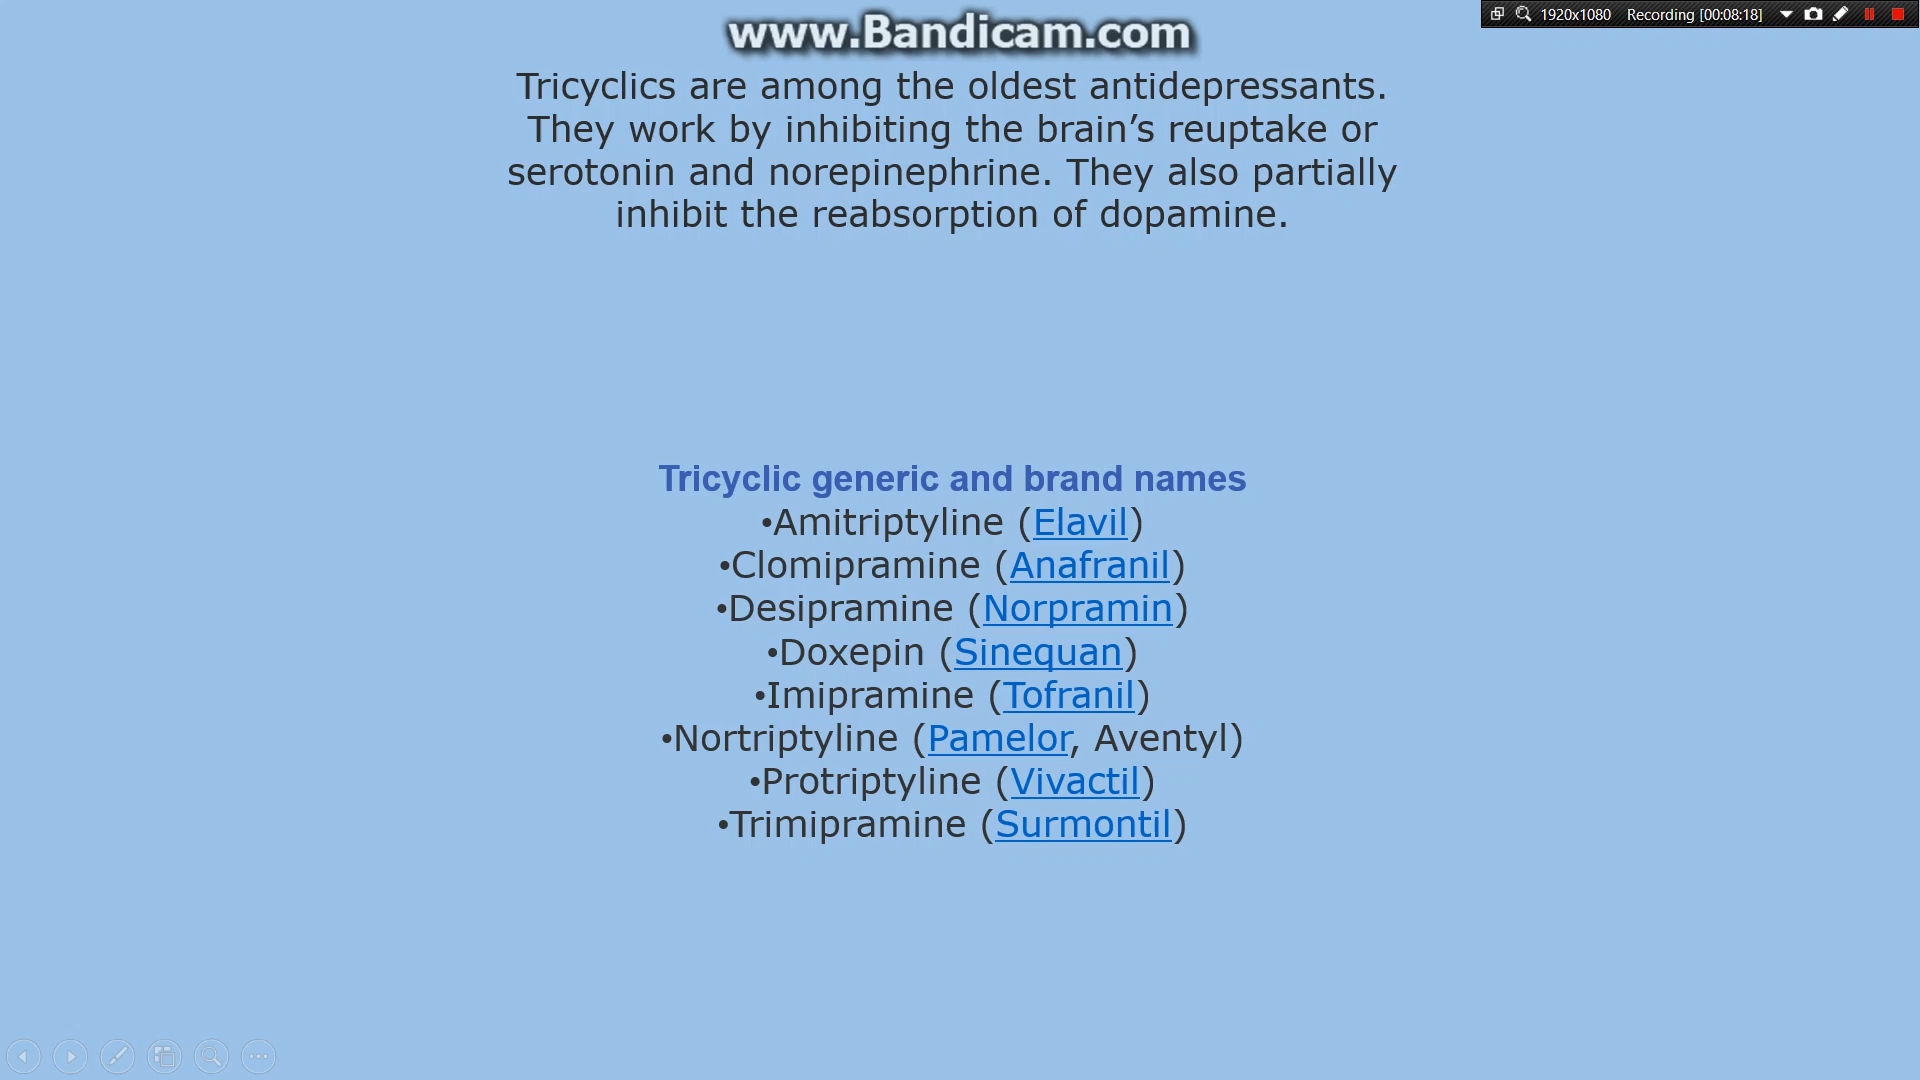 www.Bandicam.com
1920x1080 Recording [00:08:18]
Tricyclics are among the oldest antidepressants.
They work by inhibiting the brain’s reuptake or
serotonin and norepinephrine. They also partially
inhibit the reabsorption of dopamine.
Tricyclic generic and brand names
•Amitriptyline (Elavil)
•Clomipramine (Anafranil)
•Desipramine (Norpramin)
•Doxepin (Sinequan)
•Imipramine (Tofranil)
•Nortriptyline (Pamelor, Aventyl)
•Protriptyline (Vivactil)
•Trimipramine (Surmontil)